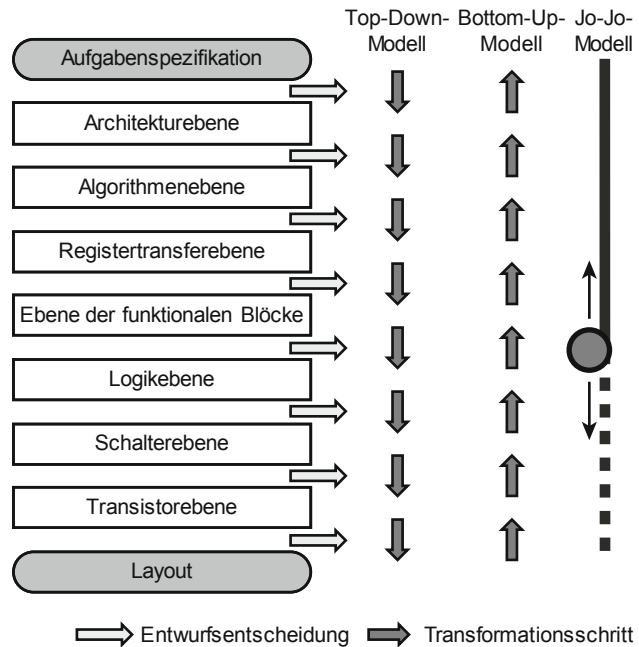 Top-Down-
Modell
Bottom-Up-
Modell
Jo-Jo-
Modell
Aufgabenspezifikation
Architekturebene
Algorithmenebene
Registertransferebene
Ebene der funktionalen Blöcke
Logikebene
Schalterebene
Transistorebene
Layout
Entwurfsentscheidung
Transformationsschritt